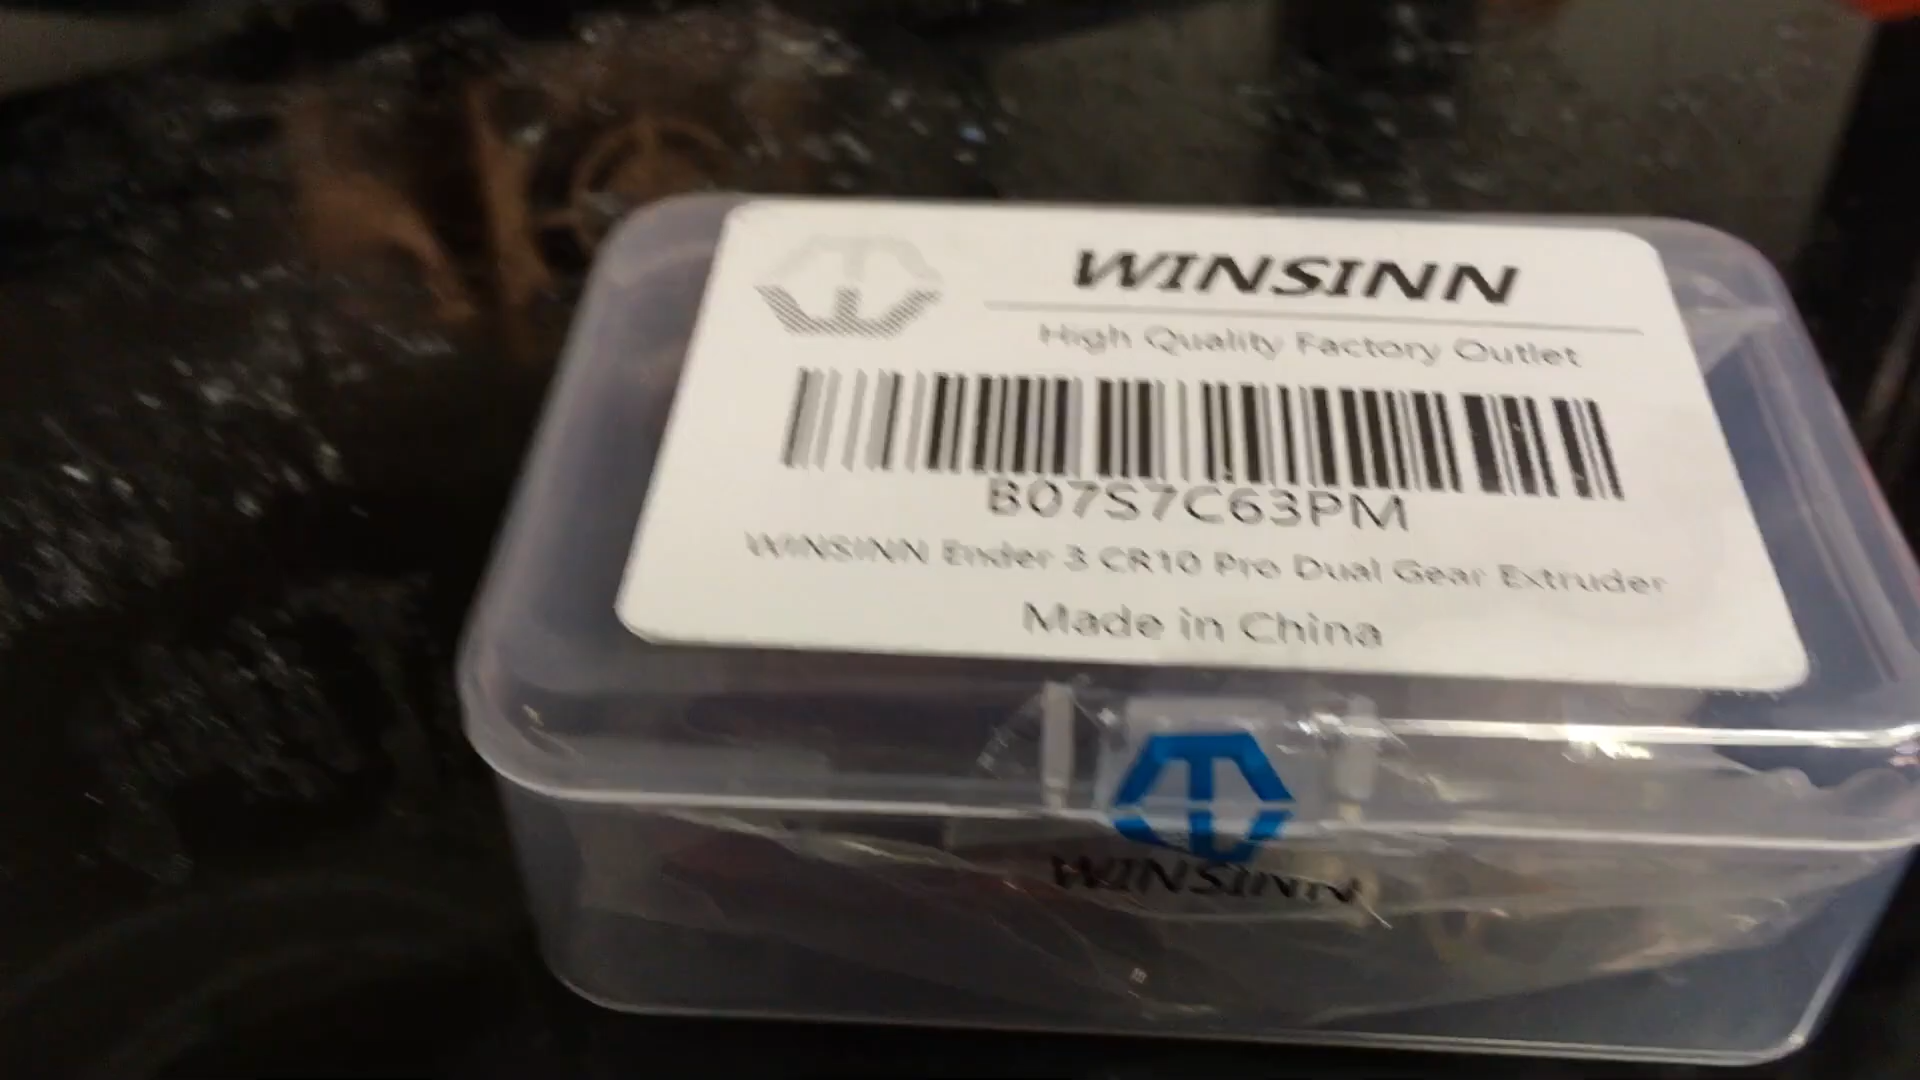 WINSINN
High Quality Factory Outlet
B07S7C63PM
WINSINN Ender 3 CR10 Pro Dual Gear Extruder
Made in China
WINSINN